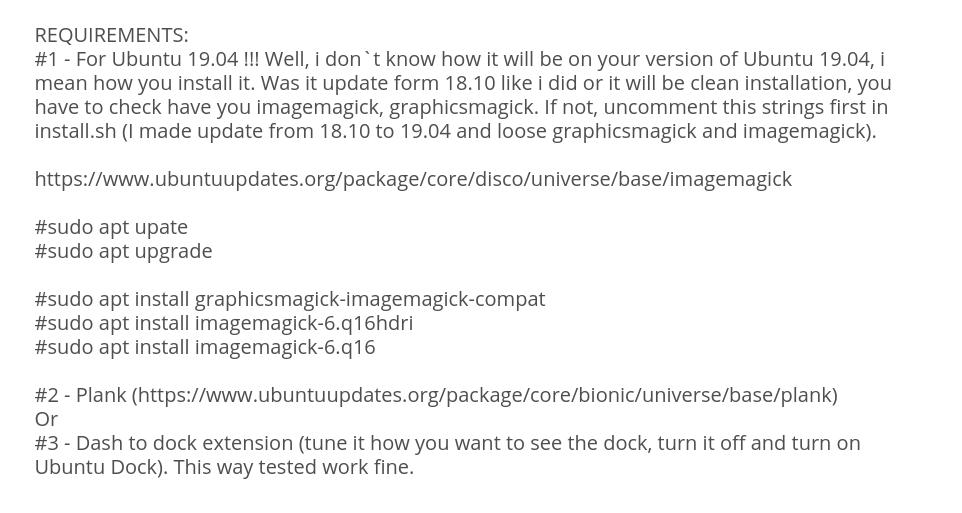 REQUIREMENTS:
#1 - For Ubuntu 19.04 !!! Well, i don`t know how it will be on your version of Ubuntu 19.04, i
mean how you install it. Was it update form 18.10 like i did or it will be clean installation, you
have to check have you imagemagick, graphicsmagick. If not, uncomment this strings first in
install.sh (I made update from 18.10 to 19.04 and loose graphicsmagick and imagemagick).
https://www.ubuntuupdates.org/package/core/disco/universe/base/imagemagick
#sudo apt upate
#sudo apt upgrade
#sudo apt install graphicsmagick-imagemagick-compat
#sudo apt install imagemagick-6.q16hdri
#sudo apt install imagemagick-6.q16
#2 - Plank (https://www.ubuntuupdates.org/package/core/bionic/universe/base/plank)
Or
#3 - Dash to dock extension (tune it how you want to see the dock, turn it off and turn on
Ubuntu Dock). This way tested work fine.